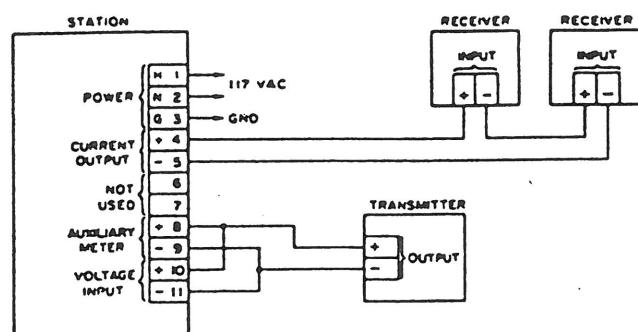 STATION
RECEIVER
RECEIVER
INPUT
INPUT
+ -
+ -
POWER
H 1
N 2
G 3
117 VAC
GND
CURRENT
OUTPUT
+ 4
- 5
NOT
USED
6
7
AUXILIARY
METER
+ 8
- 9
VOLTAGE
INPUT
+ 10
- 11
TRANSMITTER
+
-
OUTPUT